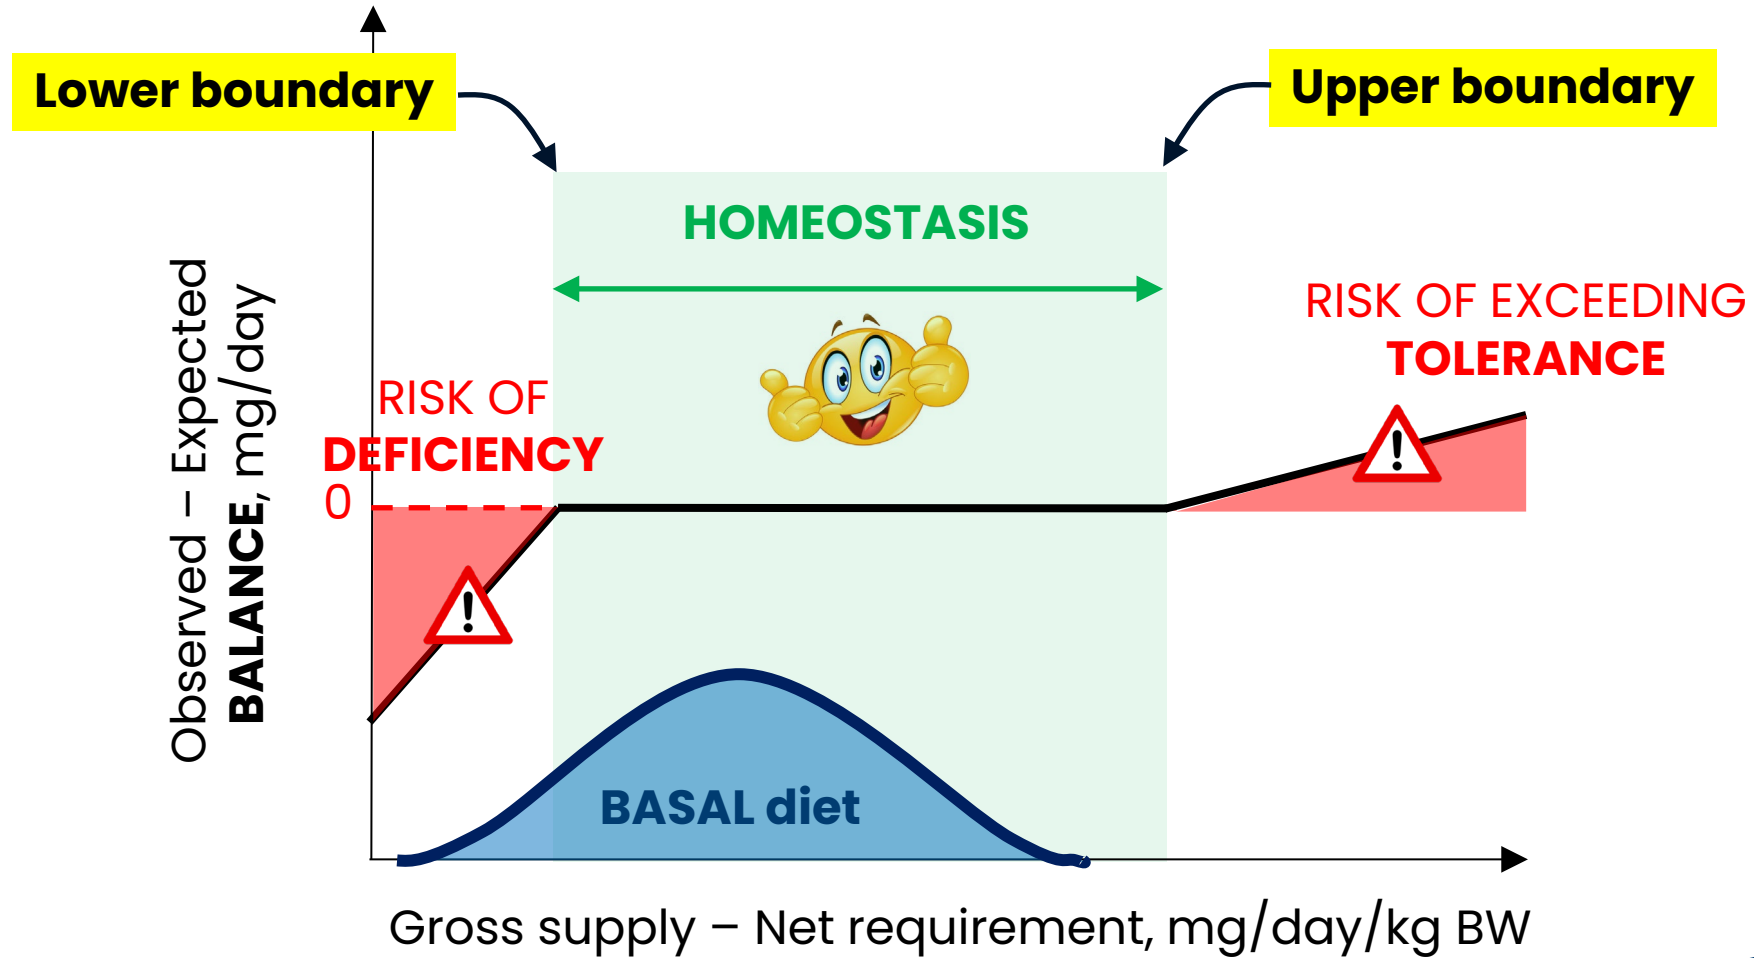 Lower boundary
Upper boundary
HOMEOSTASIS
RISK OF EXCEEDING
TOLERANCE
RISK OF
DEFICIENCY
0
Observed – Expected
BALANCE, mg/day
!
!
BASAL diet
Gross supply – Net requirement, mg/day/kg BW